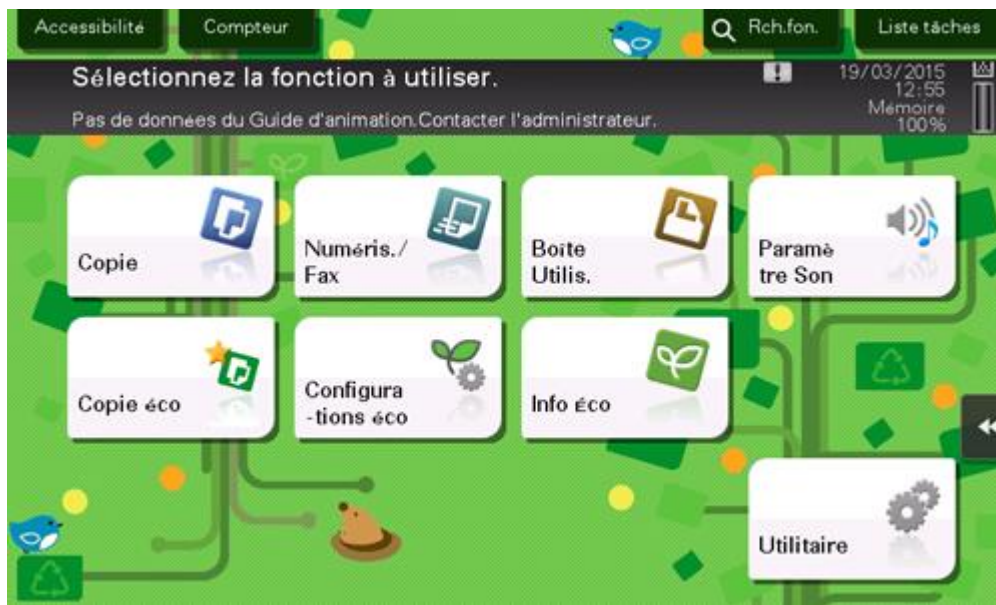 Accessibilité
Compteur
Rch.fon.
Liste tâches
Sélectionnez la fonction à utiliser.
Pas de données du Guide d'animation.Contacter l'administrateur.
19/03/2015
12:55
Mémoire
100%
Copie
Numéris./
Fax
Boîte
Utilis.
Paramè
tre Son
Copie éco
Configura
-tions éco
Info Éco
Utilitaire